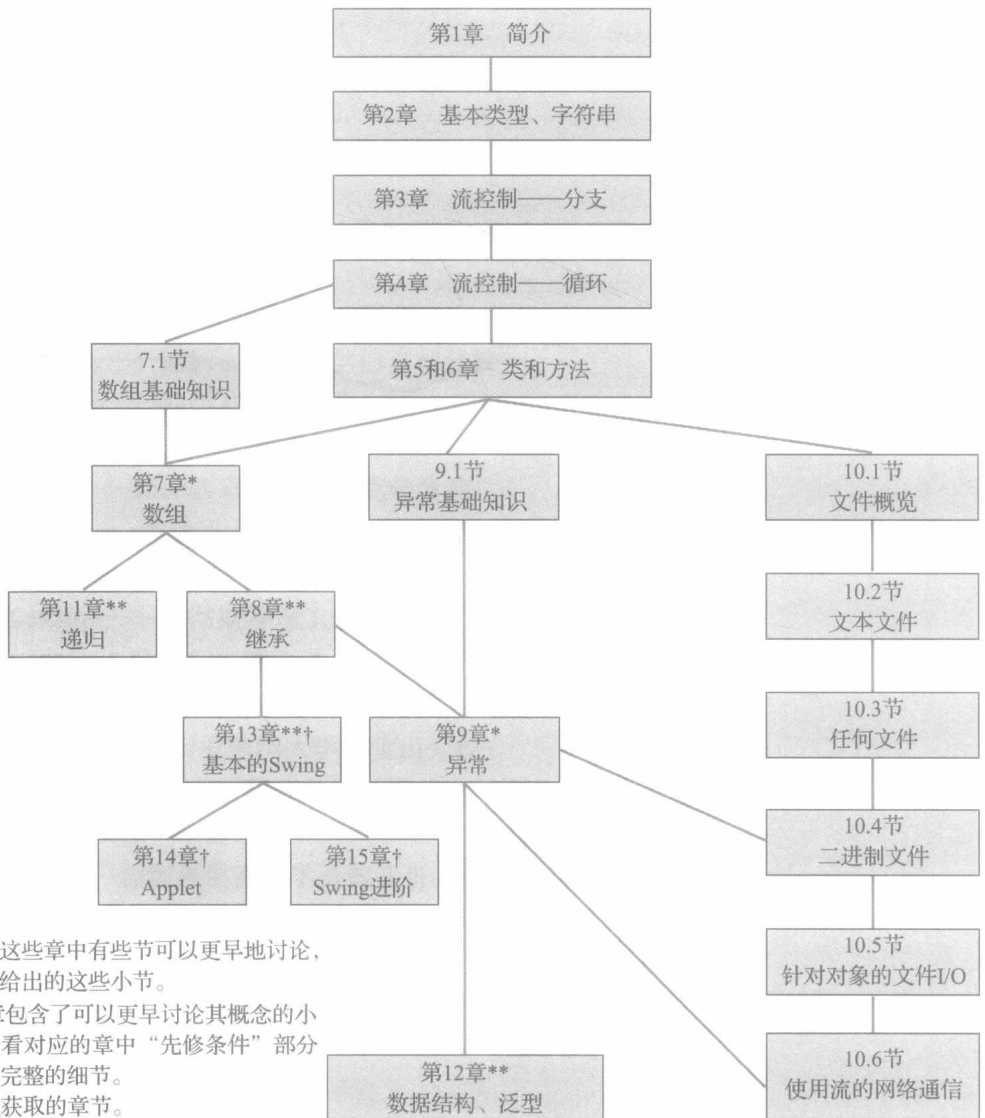 第1章 简介
第2章 基本类型、字符串
第3章 流控制——分支
第4章 流控制——循环
7.1节
数组基础知识
第5和6章 类和方法
第7章*
数组
9.1节
异常基础知识
10.1节
文件概览
第11章**
递归
第8章**
继承
10.2节
文本文件
第13章**†
基本的Swing
第9章*
异常
10.3节
任何文件
第14章†
Applet
第15章†
Swing进阶
10.4节
二进制文件
10.5节
针对对象的文件I/O
10.6节
使用流的网络通信
第12章**
数据结构、泛型
这些章中有些节可以更早地讨论,
给出的这些小节。
章包含了可以更早讨论其概念的小
看对应的章中“先修条件”部分
完整的细节。
获取的章节。